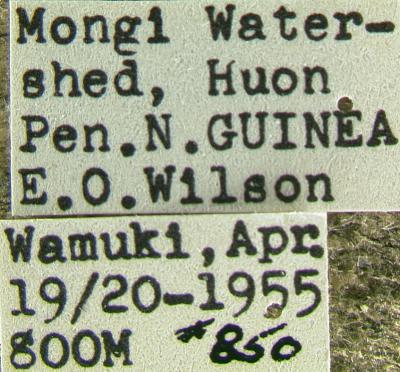 Mongi Water-
shed, Huon
Pen.N.GUINEA
E.O.Wilson
Wamuki,Apr.
19/20-1955
800M #850